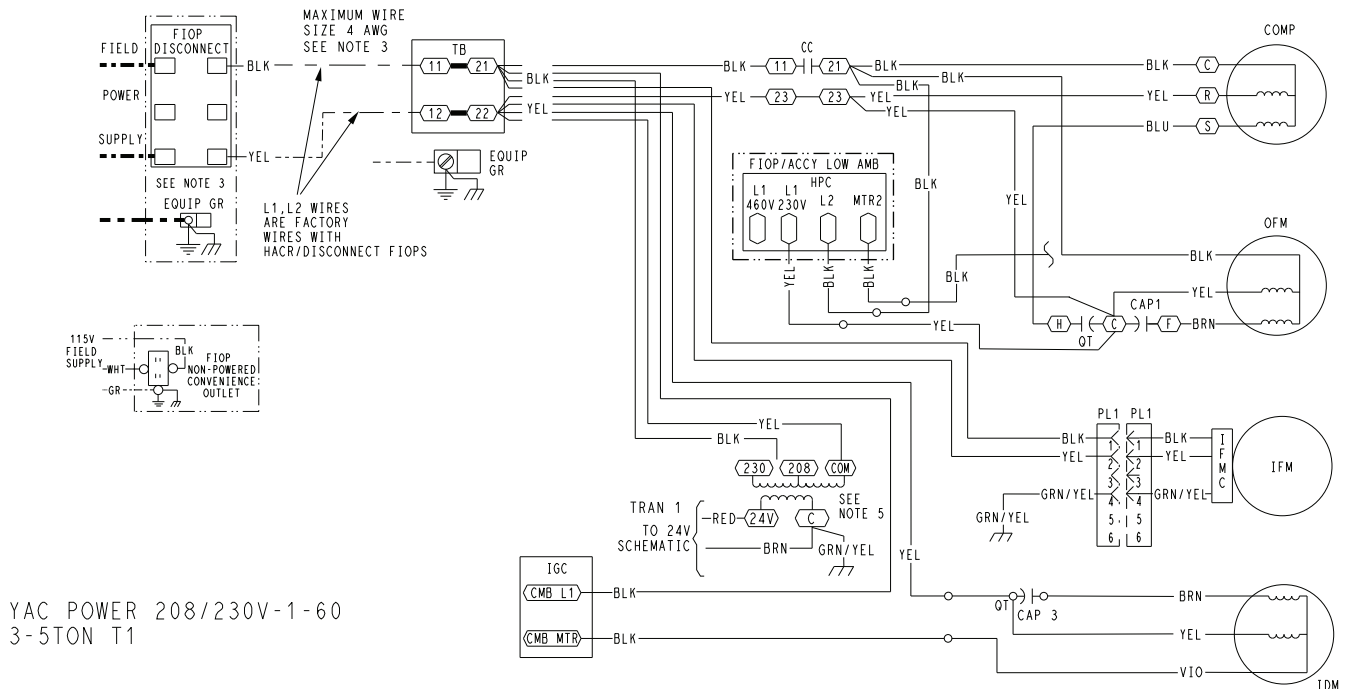 FIOP
DISCONNECT
FIELD
POWER
SUPPLY
BLK
YEL
SEE NOTE 3
EQUIP GR
MAXIMUM WIRE
SIZE 4 AWG
SEE NOTE 3
L1,L2 WIRES
ARE FACTORY
WIRES WITH
HACR/DISCONNECT FIOPS
TB
11
21
12
22
BLK
YEL
EQUIP
GR
BLK
11
CC
21
BLK
BLK
YEL
23
23
YEL
YEL
BLK
YEL
COMP
BLK
C
YEL
R
BLU
S
FIOP/ACCY LOW AMB
HPC
L1
460V
L1
230V
L2
MTR2
YEL
BLK
BLK
BLK
YEL
OFM
BLK
YEL
CAP1
H
C
F
BRN
QT
115V
FIELD
SUPPLY
BLK
WHT
GR
FIOP
NON-POWERED
CONVENIENCE
OUTLET
YEL
BLK
230
208
COM
TRAN 1
TO 24V
SCHEMATIC
RED
24V
C
SEE
NOTE 5
BRN
GRN/YEL
PL1
PL1
BLK
1
1
BLK
YEL
2
2
YEL
3
3
GRN/YEL
4
4
GRN/YEL
5
5
6
6
GRN/YEL
IFMC
IFM
IGC
CMB L1
BLK
CMB MTR
BLK
YEL
QT
CAP 3
BRN
YEL
VIO
IDM
YAC POWER 208/230V-1-60
3-5TON T1